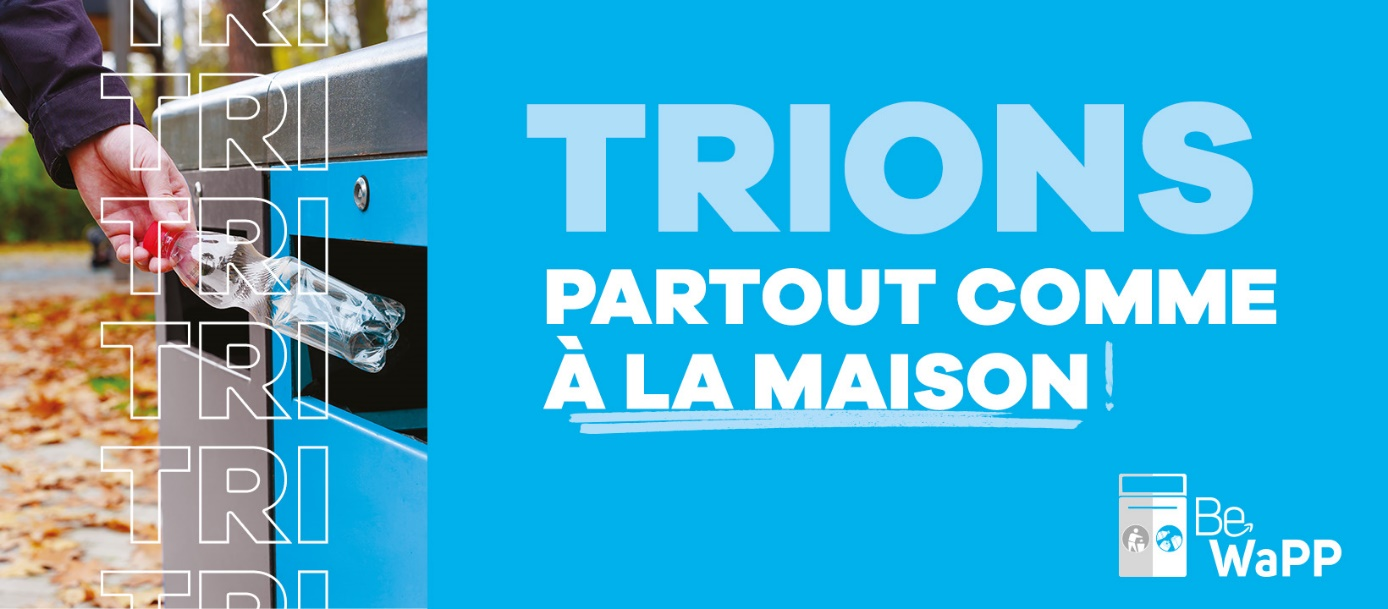 TRI
TRI
TRI
TRI
TRI
TRI
TRIONS
PARTOUT COMME
À LA MAISON !
Be
WaPP